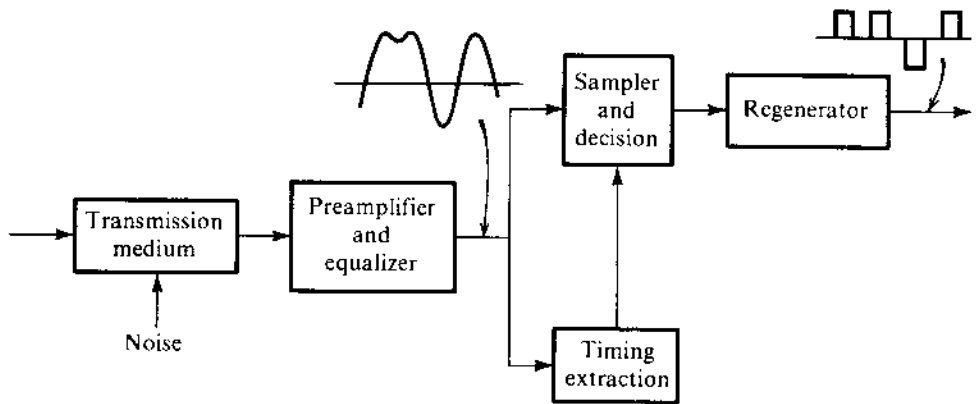 Sampler
and
decision
Regenerator
Transmission
medium
Preamplifier
and
equalizer
Noise
Timing
extraction